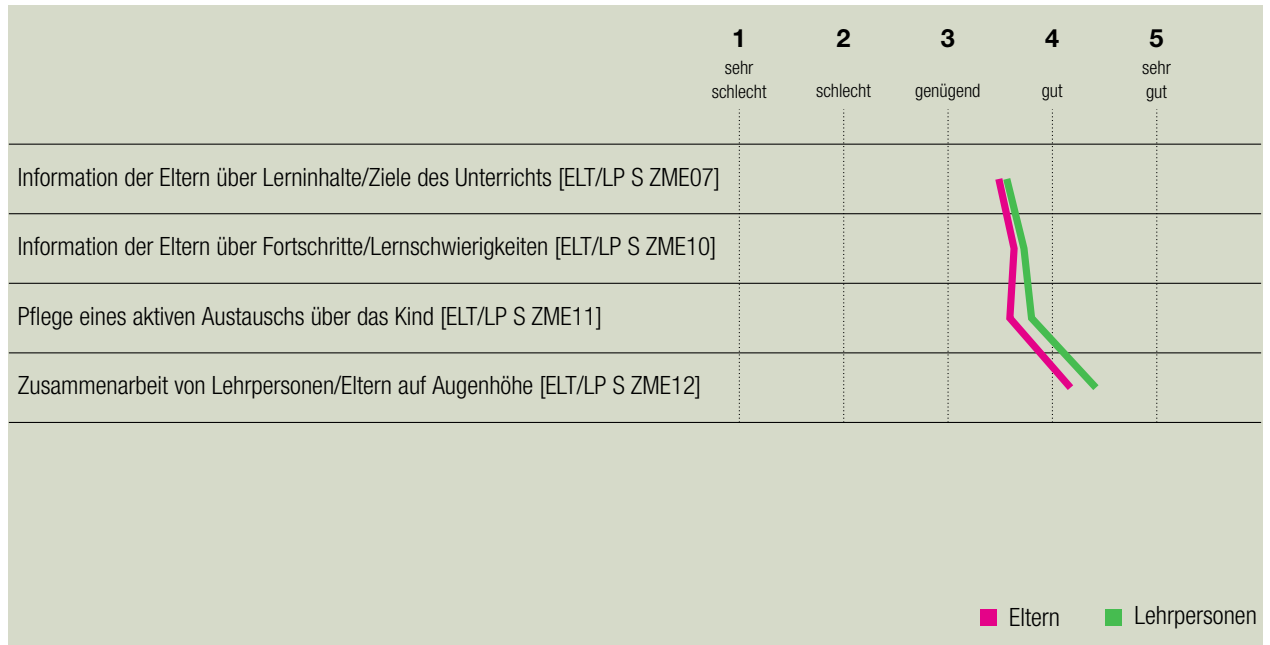 1 2 3 4 5
sehr schlecht schlecht genügend gut sehr gut
Information der Eltern über Lerninhalte/Ziele des Unterrichts [ELT/LP S ZME07]
Information der Eltern über Fortschritte/Lernschwierigkeiten [ELT/LP S ZME10]
Pflege eines aktiven Austauschs über das Kind [ELT/LP S ZME11]
Zusammenarbeit von Lehrpersonen/Eltern auf Augenhöhe [ELT/LP S ZME12]
Eltern Lehrpersonen